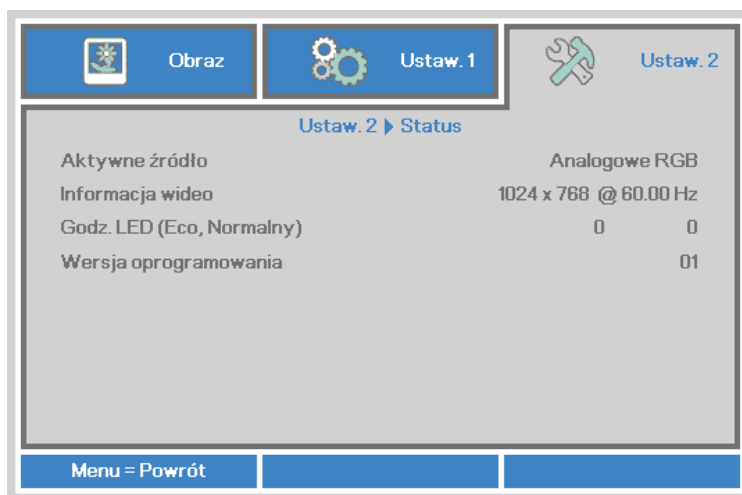 Obraz
Ustaw. 1
Ustaw. 2
Ustaw. 2 Status
Aktywne źródło Analogowe RGB
Informacja wideo 1024 x 768 @ 60.00 Hz
Godz. LED (Eco, Normalny) 0 0
Wersja oprogramowania 01
Menu = Powrót